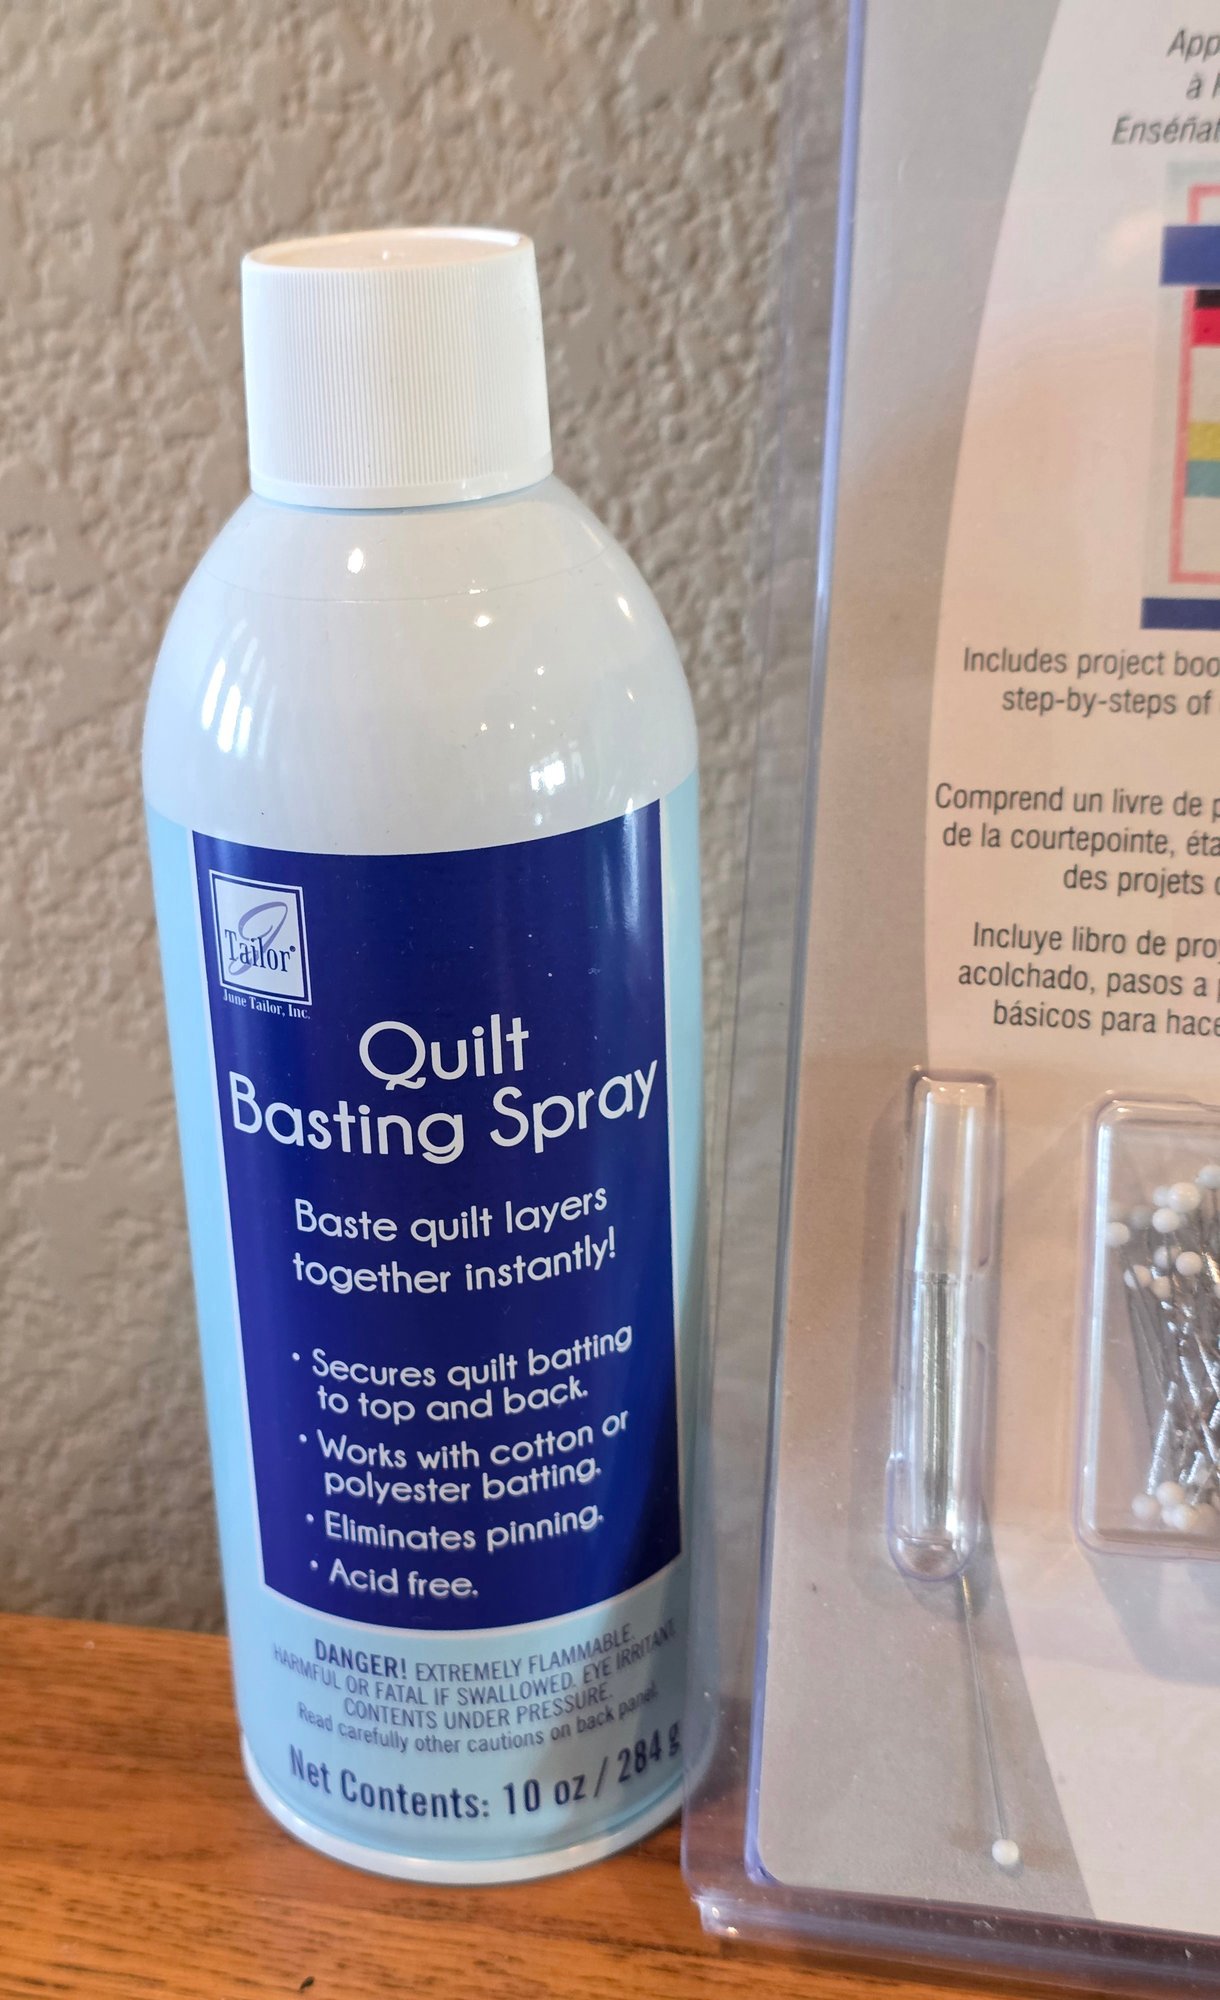 Tailor®
June Tailor, Inc.
Quilt
Basting Spray
Baste quilt layers
together instantly!
• Secures quilt batting
to top and back.
• Works with cotton or
polyester batting.
• Eliminates pinning.
• Acid free.
DANGER! EXTREMELY FLAMMABLE.
HARMFUL OR FATAL IF SWALLOWED. EYE IRRITANT.
CONTENTS UNDER PRESSURE.
Read carefully other cautions on back panel.
Net Contents: 10 oz / 284 g
à
Includes project
step-by-steps of
Comprend un livre de
de la courtepointe,
des projets
Incluye libro de
acolchado, pasos a
básicos para